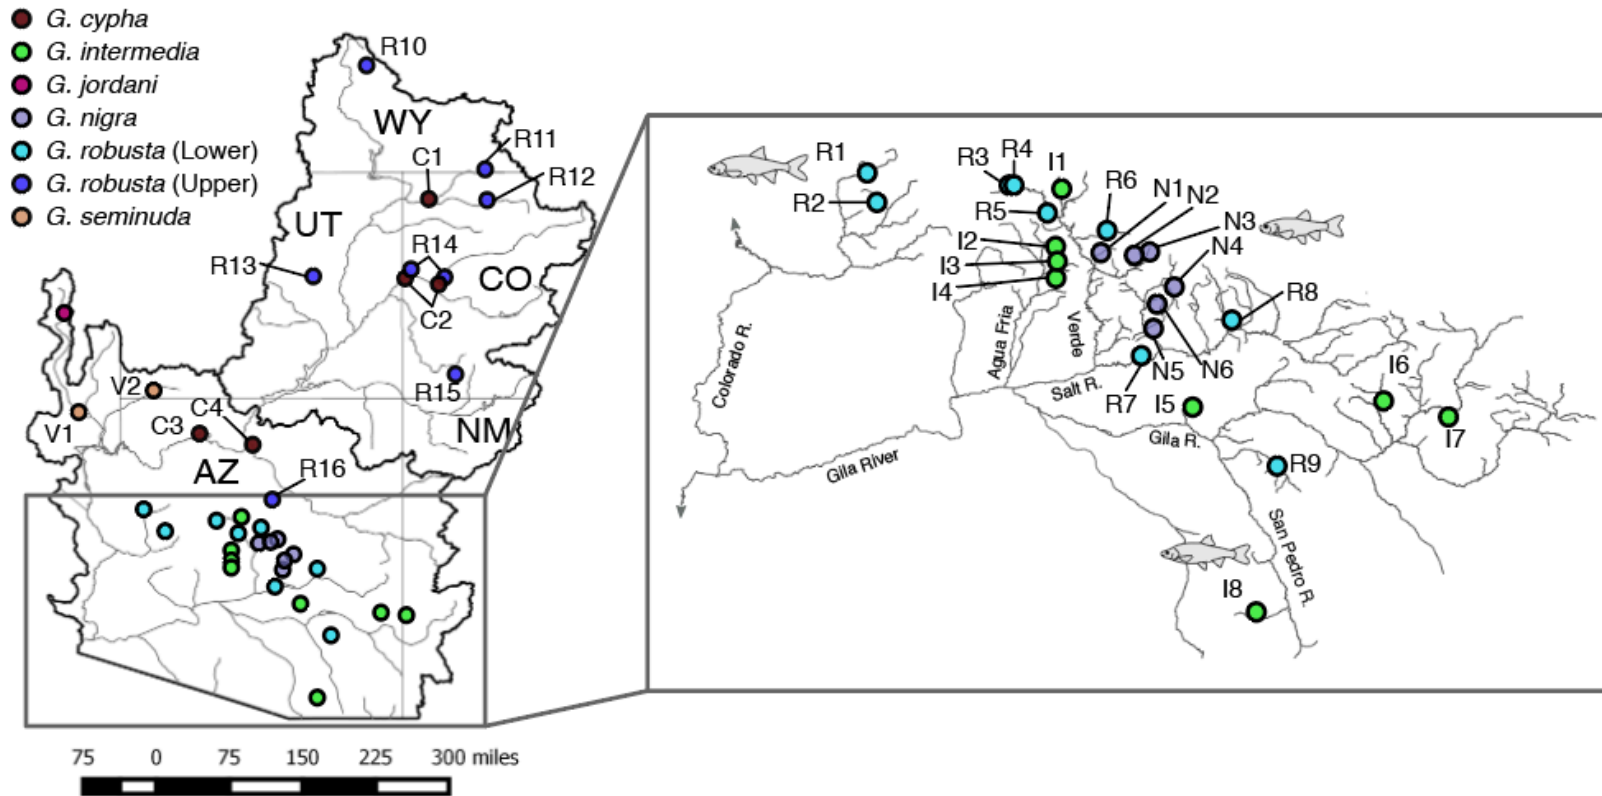 G. cypha
G. intermedia
G. jordani
G. nigra
G. robusta (Lower)
G. robusta (Upper)
G. seminuda
R10
WY
R11
C1
R12
UT
R14
R13
CO
C2
R15
V2
C4
V1
C3
NM
AZ
R16
75 0 75 150 225 300 miles
R1
R2
R3
R4
I1
R5
R6
N1
N2
N3
N4
I2
I3
I4
R8
Colorado R.
Agua Fria
Verde
Salt R.
R7
N5
N6
I5
I6
I7
Gila R.
Gila River
R9
San Pedro R.
I8